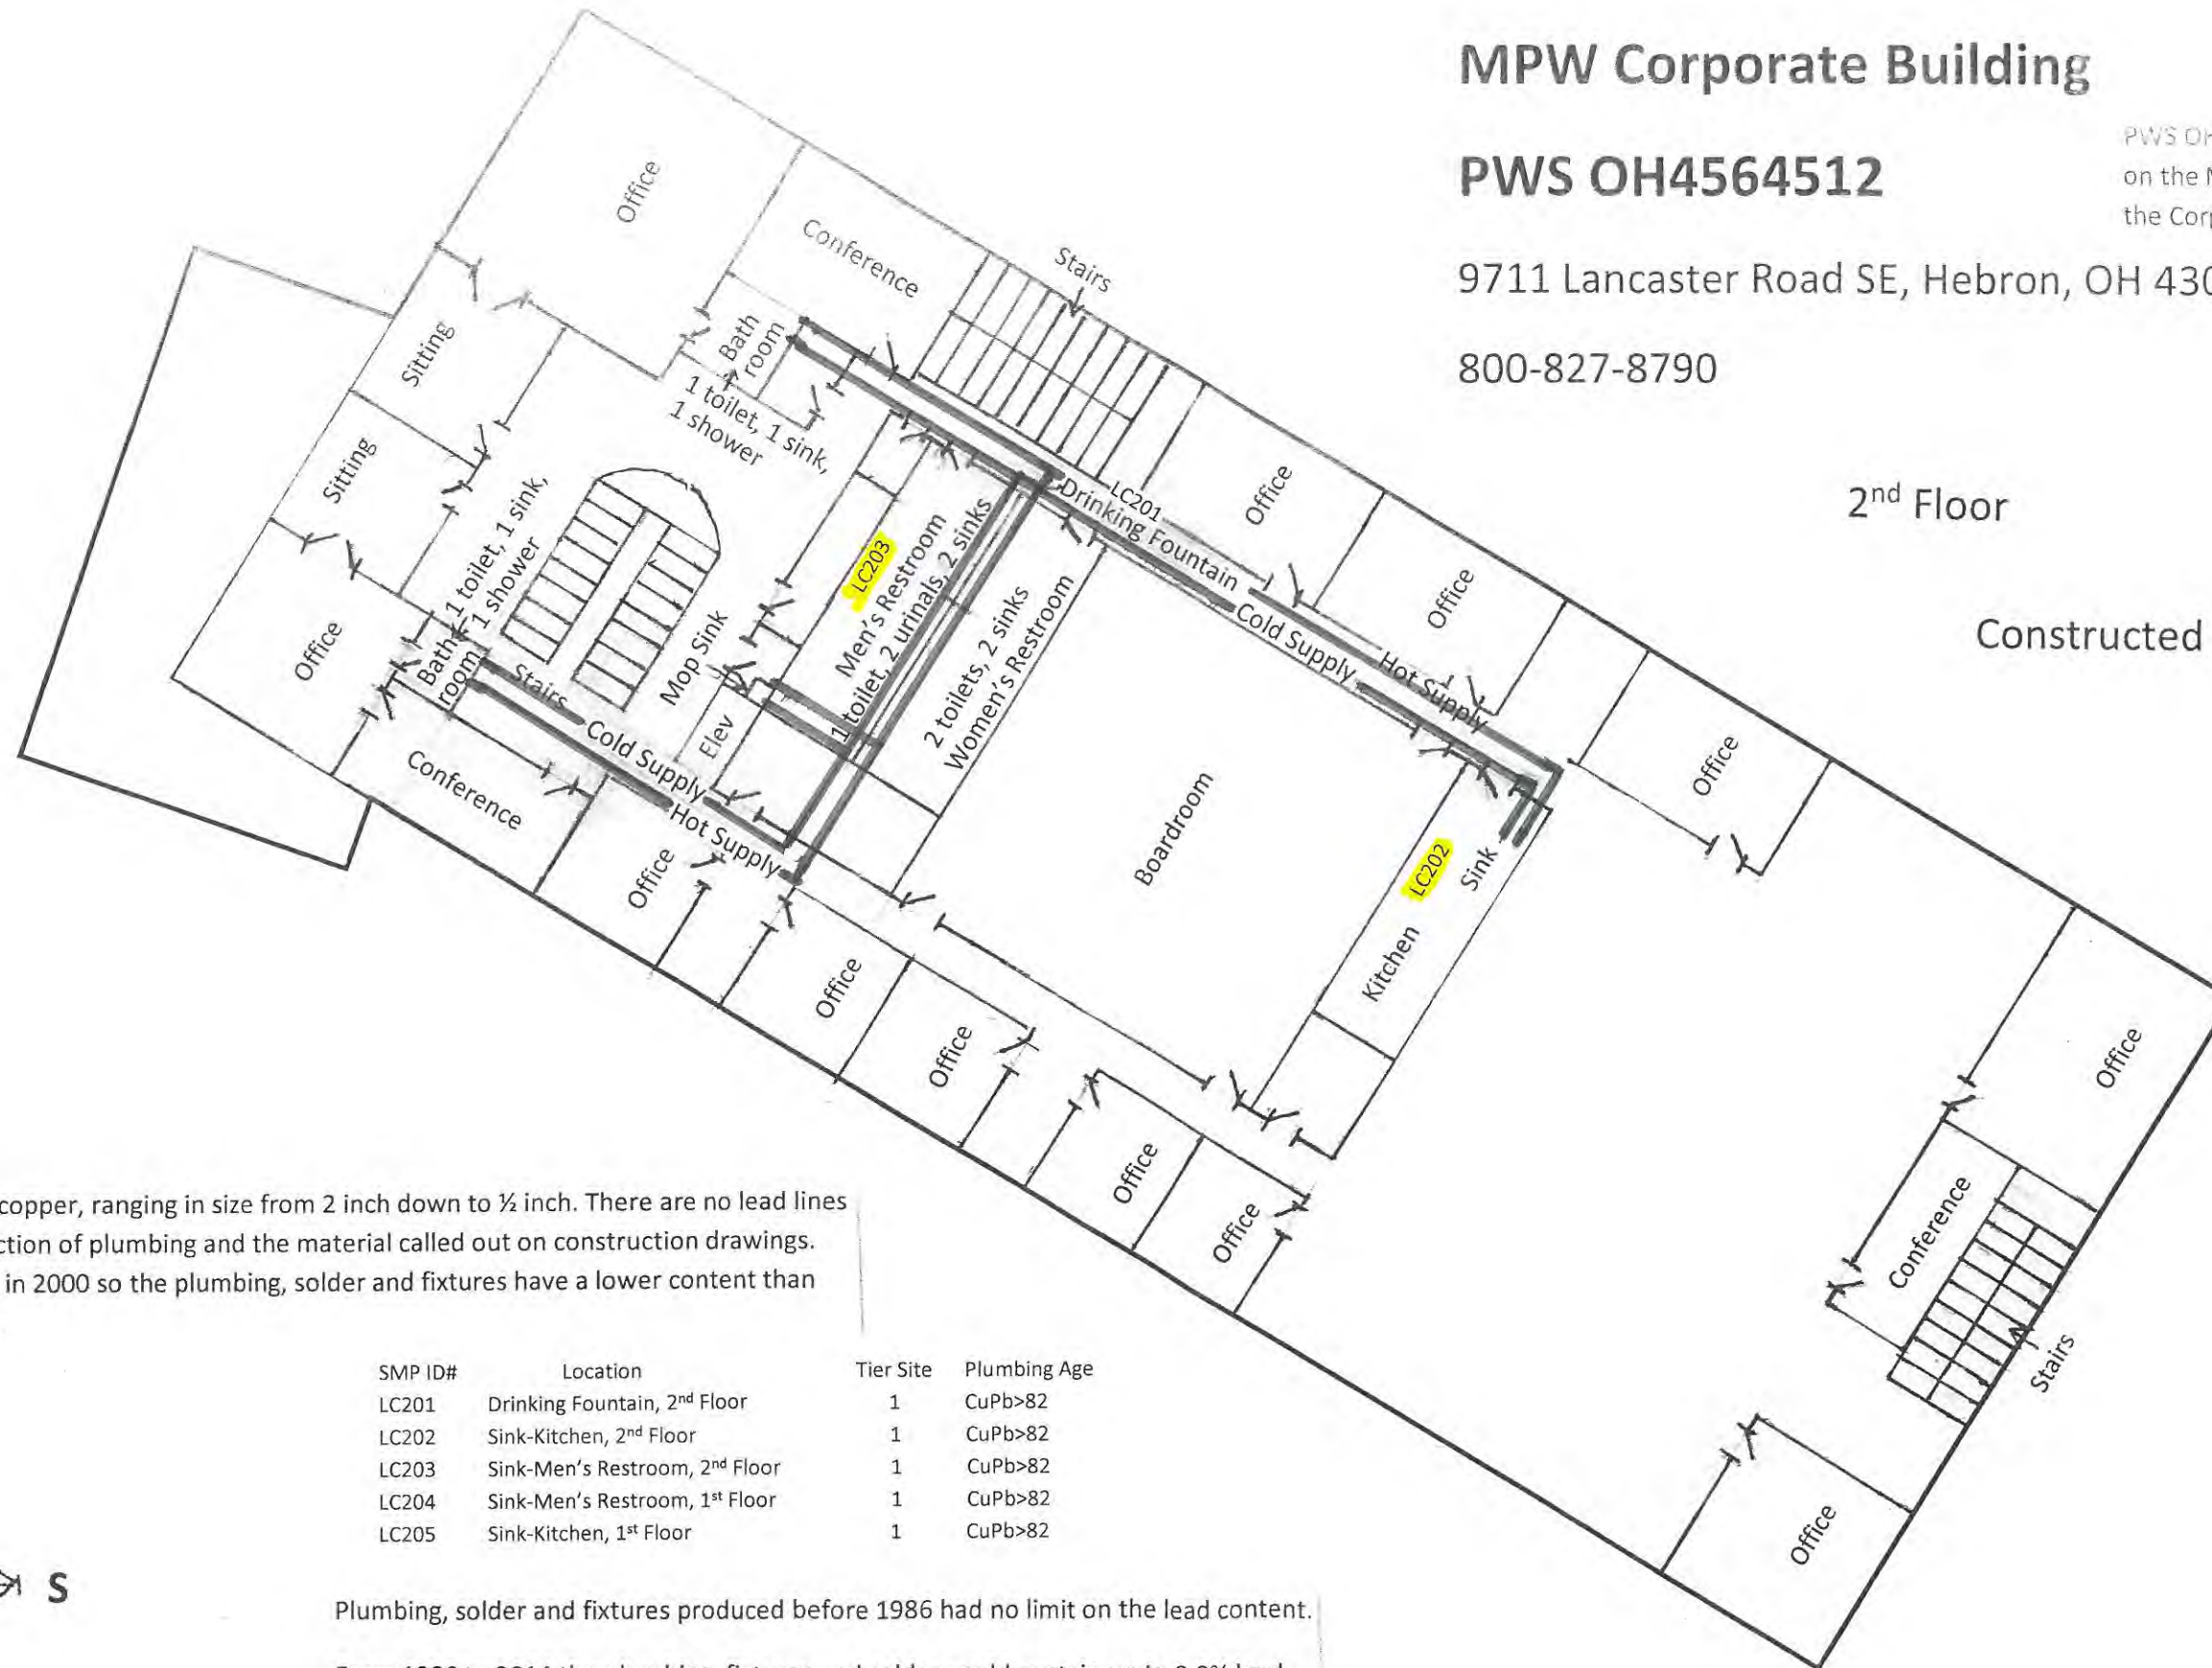 MPW Corporate Building
PWS OH4564512
PWS OH
on the
the Corp
9711 Lancaster Road SE, Hebron, OH 430
800-827-8790
2nd Floor
Constructed
Office
Conference
Stairs
Sitting
Bath
room
1 toilet, 1 sink,
1 shower
Sitting
1 toilet, 1 sink,
1 shower
Bath
room
Office
Stairs
Mop Sink
Elev
LC203
Men's Restroom
1 toilet, 2 urinals, 2 sinks
2 toilets, 2 sinks
Women's Restroom
LC201
Drinking Fountain
Cold Supply
Hot Supply
Office
Office
Office
Cold Supply
Hot Supply
Conference
Office
Office
Office
Office
Office
Boardroom
Kitchen
LC202
Sink
Office
Conference
Stairs
Office
copper, ranging in size from 2 inch down to ½ inch. There are no lead lines
ction of plumbing and the material called out on construction drawings.
in 2000 so the plumbing, solder and fixtures have a lower content than
SMP ID# Location Tier Site Plumbing Age
LC201 Drinking Fountain, 2nd Floor 1 CuPb>82
LC202 Sink-Kitchen, 2nd Floor 1 CuPb>82
LC203 Sink-Men's Restroom, 2nd Floor 1 CuPb>82
LC204 Sink-Men's Restroom, 1st Floor 1 CuPb>82
LC205 Sink-Kitchen, 1st Floor 1 CuPb>82
S
Plumbing, solder and fixtures produced before 1986 had no limit on the lead content.